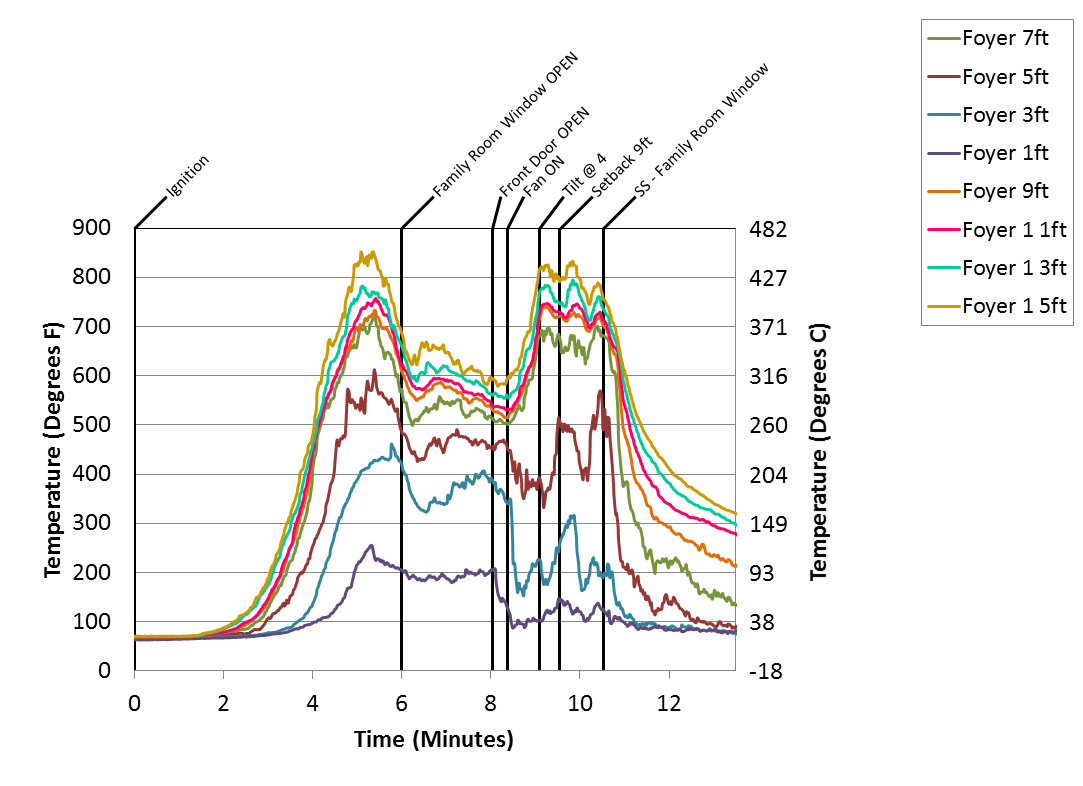 Foyer 7ft
Foyer 5ft
Foyer 3ft
Foyer 1ft
Foyer 9ft
Foyer 1 1ft
Foyer 1 3ft
Foyer 1 5ft
Ignition
Family Room Window OPEN
Front Door OPEN
Fan ON
Tilt @ 4
Setback 9ft
SS - Family Room Window
Temperature (Degrees F)
900
800
700
600
500
400
300
200
100
0
482
427
371
316
260
204
149
93
38
-18
Temperature (Degrees C)
0 2 4 6 8 10 12
Time (Minutes)